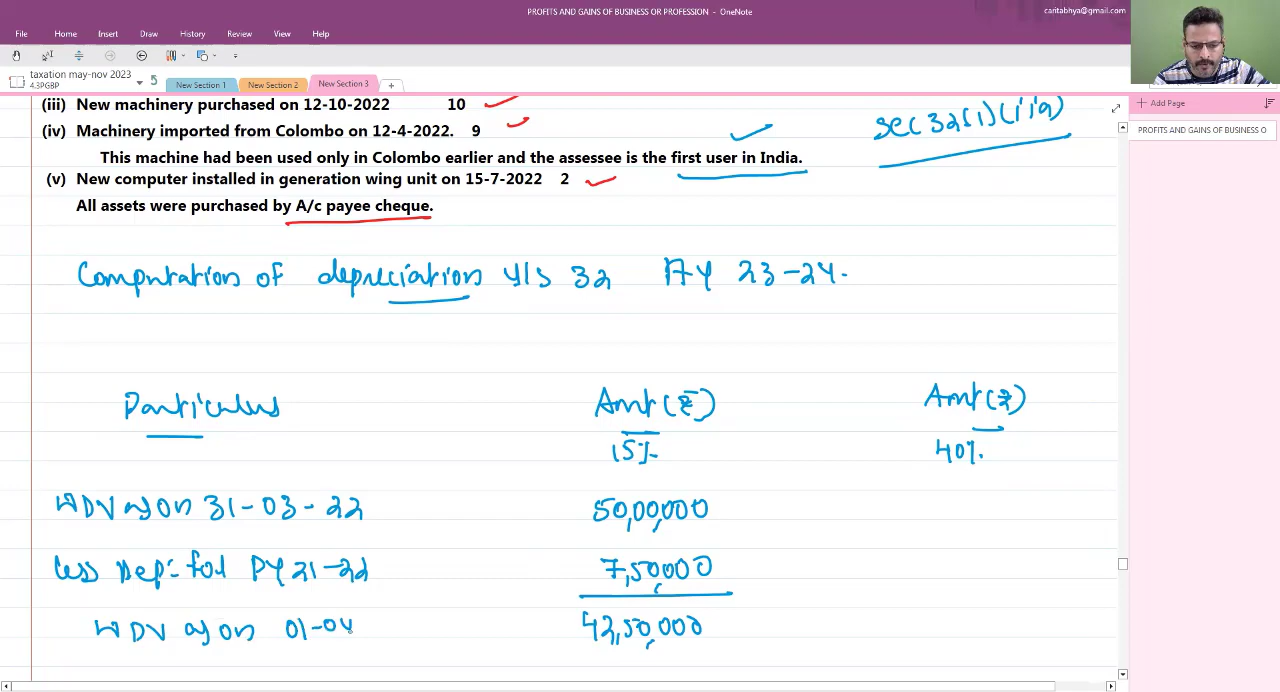 PROFITS AND GAINS OF BUSINESS OR PROFESSION - OneNote
caritabhya@gmail.com
File Home Insert Draw History Review View Help
taxation may-nov 2023
4.3PGBP
5
New Section 1 New Section 2 New Section 3
Add Page
PROFITS AND GAINS OF BUSINESS O
(iii) New machinery purchased on 12-10-2022 10
(iv) Machinery imported from Colombo on 12-4-2022. 9
sec 32(1)(iia)
This machine had been used only in Colombo earlier and the assessee is the first user in India.
(v) New computer installed in generation wing unit on 15-7-2022 2
All assets were purchased by A/c payee cheque.
Computation of depreciation u/s 32 AY 23-24.
Particulars Amt(₹) Amt(₹)
15% 40%
WDV as on 31-03-22 50,00,000
Less Dep: for PY 21-22 7,50,000
WDV as on 01-04 42,50,000